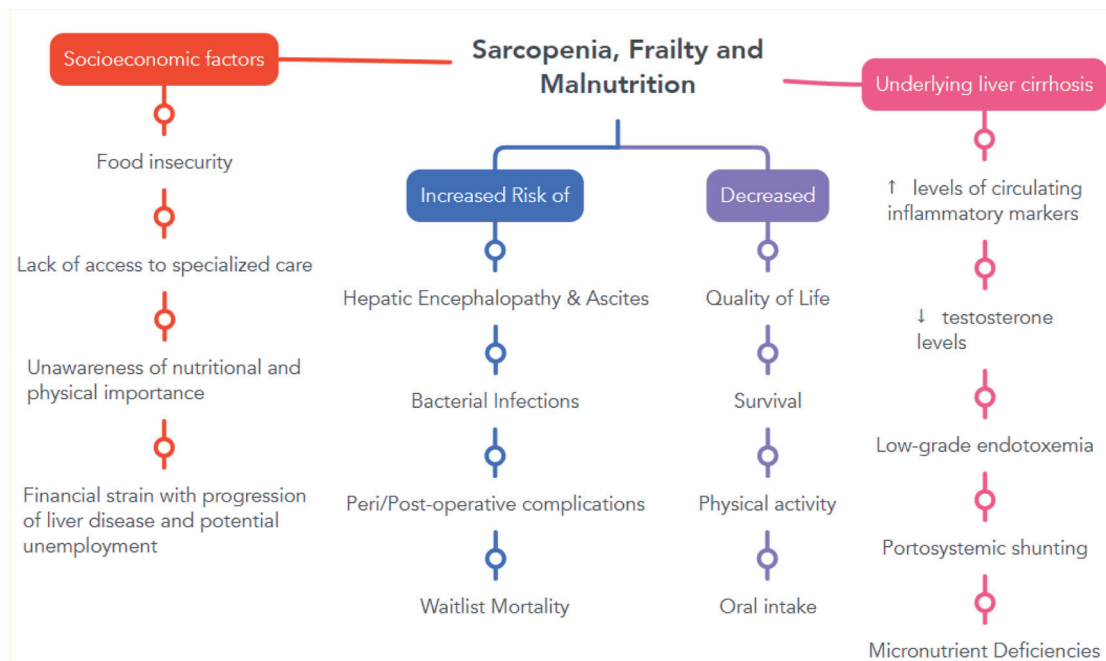 Sarcopenia, Frailty and
Malnutrition
Socioeconomic factors
Food insecurity
Lack of access to specialized care
Unawareness of nutritional and
physical importance
Financial strain with progression
of liver disease and potential
unemployment
Increased Risk of
Hepatic Encephalopathy & Ascites
Bacterial Infections
Peri/Post-operative complications
Waitlist Mortality
Decreased
Quality of Life
Survival
Physical activity
Oral intake
Underlying liver cirrhosis
↑ levels of circulating
inflammatory markers
↓ testosterone
levels
Low-grade endotoxemia
Portosystemic shunting
Micronutrient Deficiencies